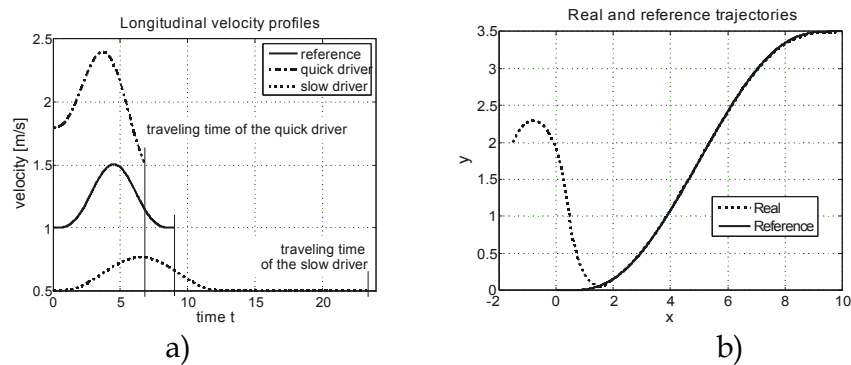 Longitudinal velocity profiles
velocity [m/s]
2.5
2
1.5
1
0.5
reference
quick driver
slow driver
traveling time of the quick driver
traveling time
of the slow driver
0 5 10 15 20
time t
a)
Real and reference trajectories
y
3.5
3
2.5
2
1.5
1
0.5
0
Real
Reference
-2 0 2 4 6 8 10
x
b)